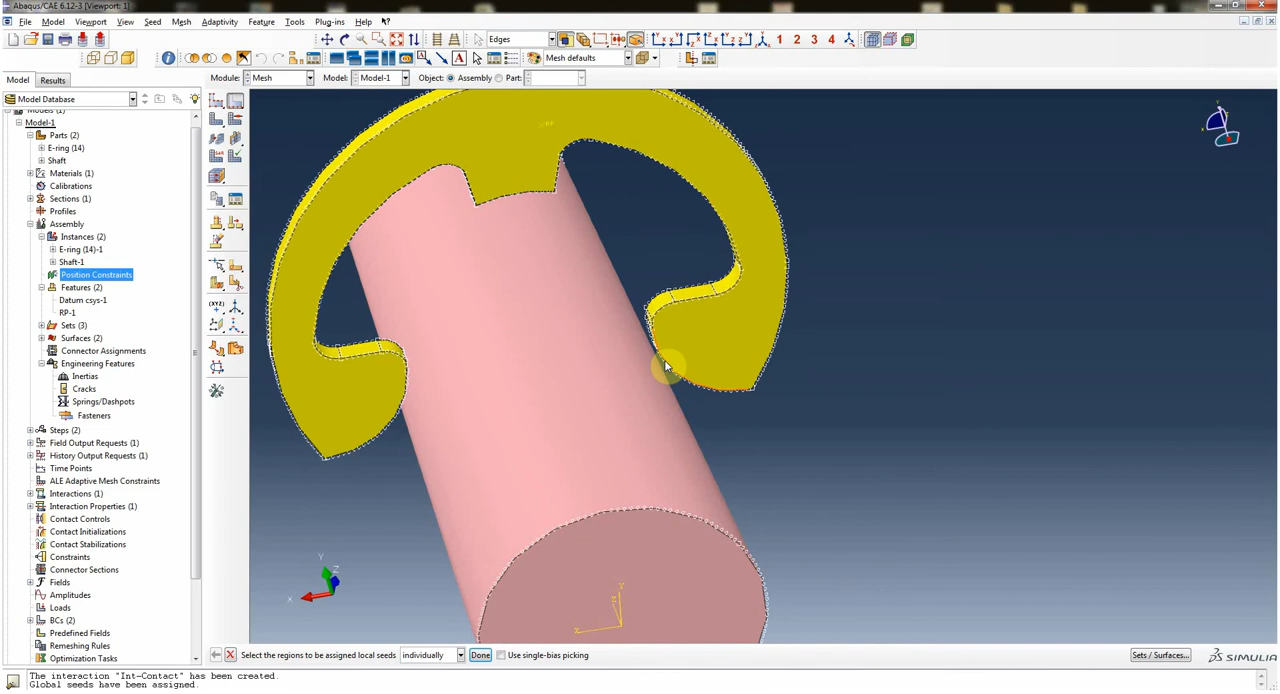 Abaqus/CAE 6.12-3 [Viewport: 1]
File Model Viewport View Seed Mesh Adaptivity Feature Tools Plug-ins Help
Edges
1 2 3 4
Mesh defaults
Model Results
Module: Mesh Model: Model-1 Object: Assembly Part:
Model Database
Models (1)
Model-1
Parts (2)
E-ring (14)
Shaft
Materials (1)
Calibrations
Sections (1)
Profiles
Assembly
Instances (2)
E-ring (14)-1
Shaft-1
Position Constraints
Features (2)
Datum csys-1
RP-1
Sets (3)
Surfaces (2)
Connector Assignments
Engineering Features
Inertias
Cracks
Springs/Dashpots
Fasteners
Steps (2)
Field Output Requests (1)
History Output Requests (1)
Time Points
ALE Adaptive Mesh Constraints
Interactions (1)
Interaction Properties (1)
Contact Controls
Contact Initializations
Contact Stabilizations
Constraints
Connector Sections
Fields
Amplitudes
Loads
BCs (2)
Predefined Fields
Remeshing Rules
Optimization Tasks
RP
Y
Z
X
Y
X
Select the regions to be assigned local seeds individually Done Use single-bias picking Sets / Surfaces...
SIMULIA
The interaction "Int-Contact" has been created.
Global seeds have been assigned.